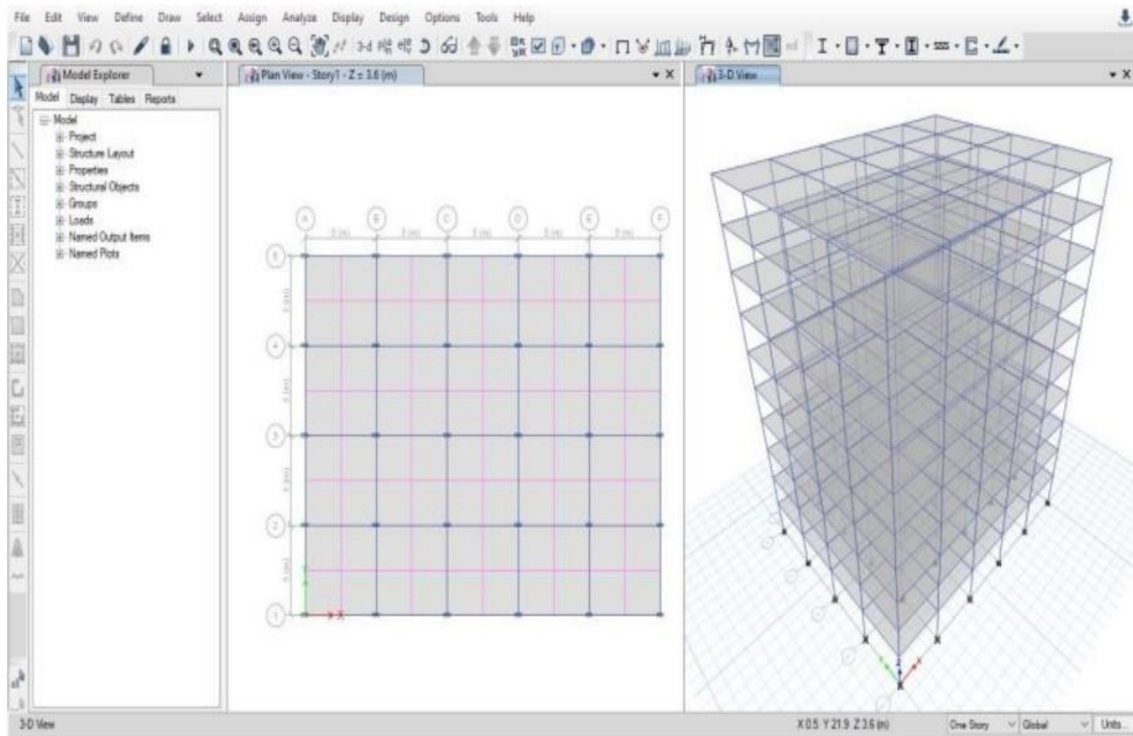 File Edit View Define Draw Select Assign Analyze Display Design Options Tools Help
3-d
Model Explorer
Plan View - Story1 - Z = 3.6 (m)
3-D View
Model Display Tables Reports
Model
Project
Structure Layout
Properties
Structural Objects
Groups
Loads
Named Output Items
Named Plots
A B C D E F
5
4
3
2
1
X
3-D View
X 0.5 Y 21.9 Z 3.6 (m)
One Story
Global
Units...